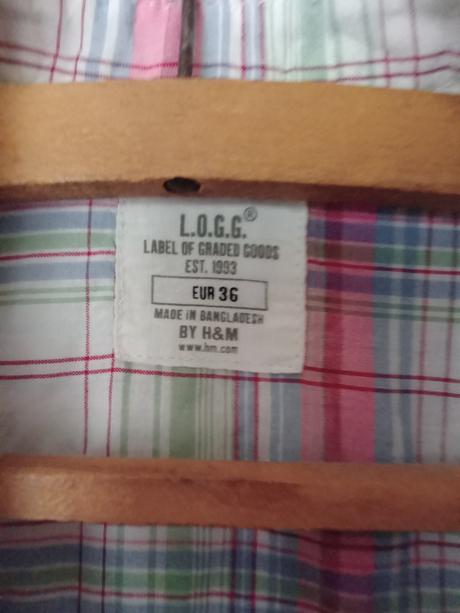 L.O.G.G.®
LABEL OF GRADED GOODS
EST. 1993
EUR 36
MADE IN BANGLADESH
BY H&M
www.hm.com